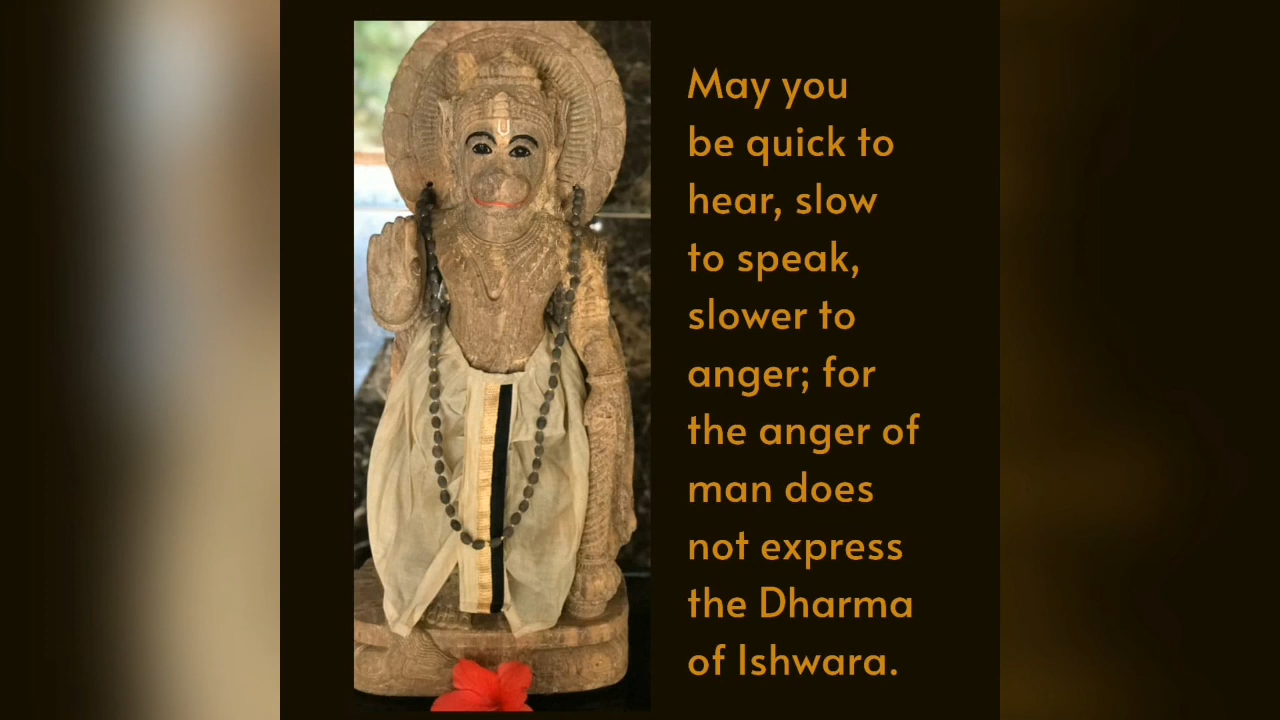 May you
be quick to
hear, slow
to speak,
slower to
anger; for
the anger of
man does
not express
the Dharma
of Ishwara.